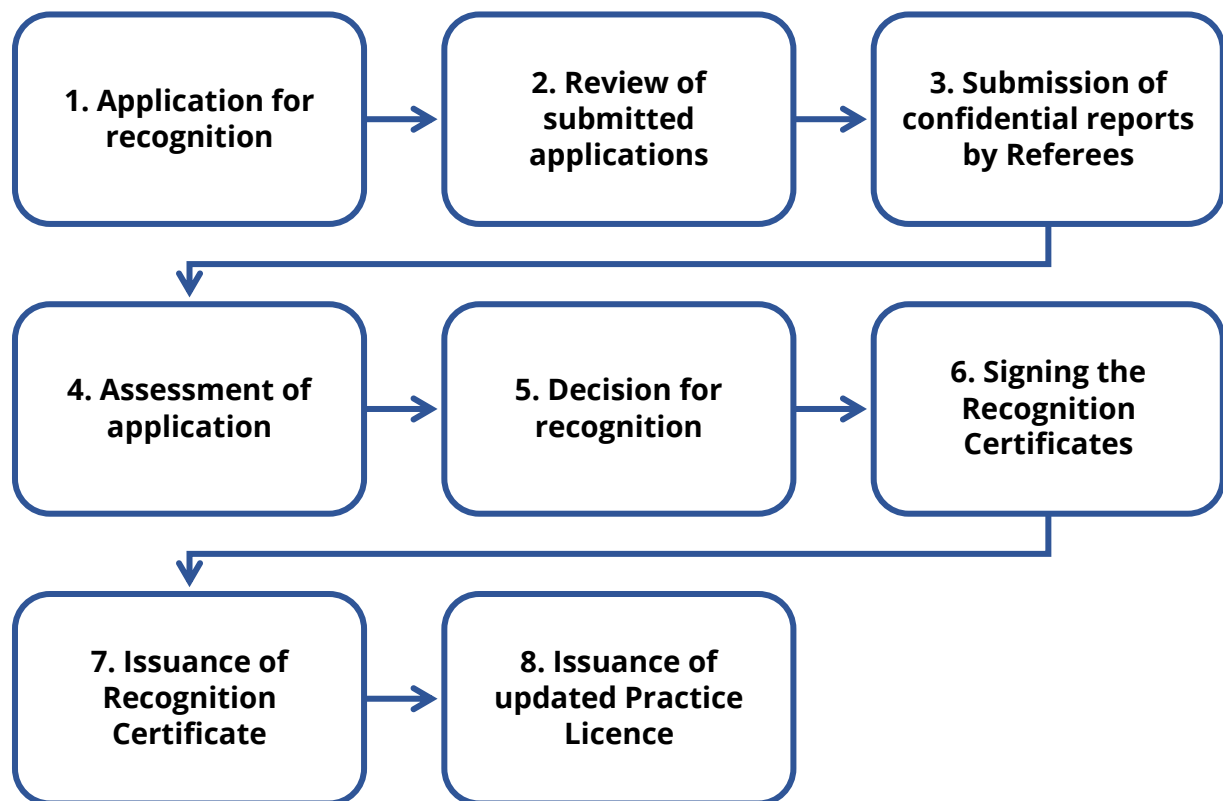 1. Application for
recognition
2. Review of
submitted
applications
3. Submission of
confidential reports
by Referees
4. Assessment of
application
5. Decision for
recognition
6. Signing the
Recognition
Certificates
7. Issuance of
Recognition
Certificate
8. Issuance of
updated Practice
Licence